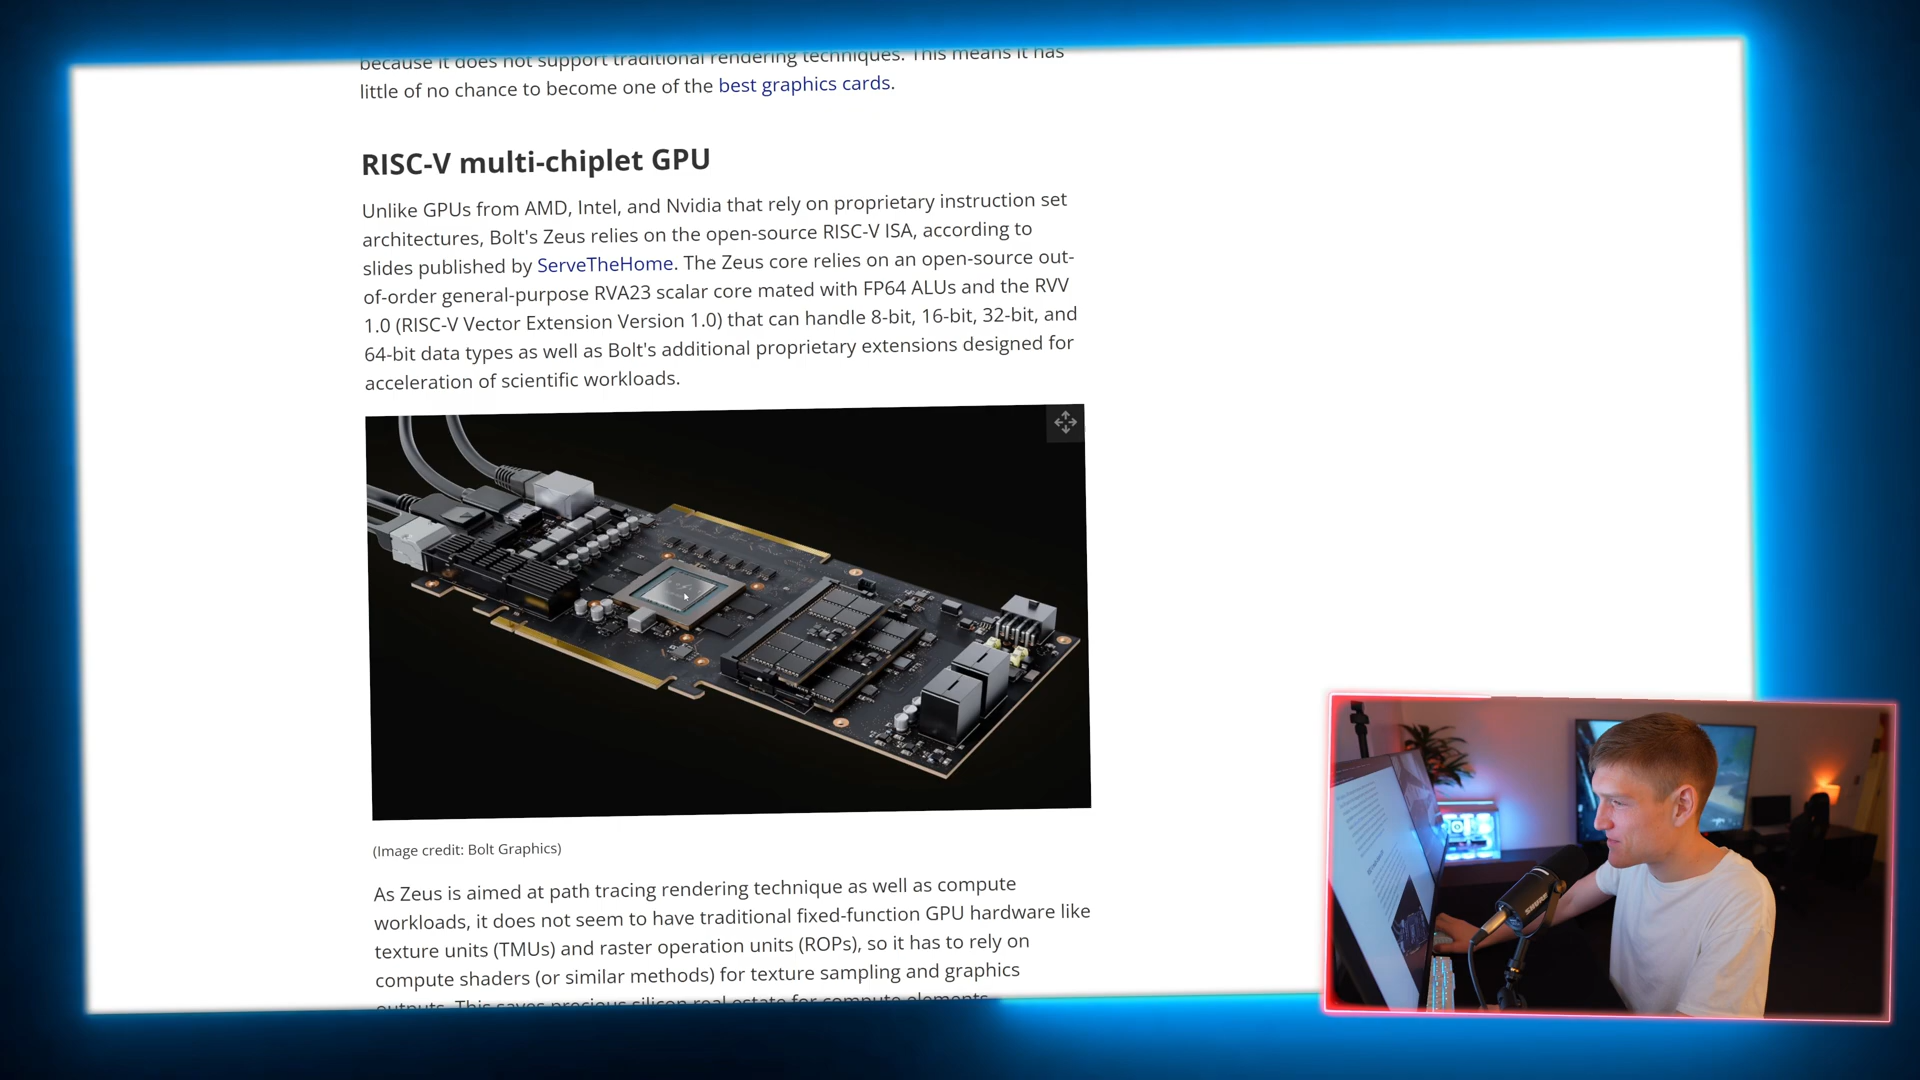 because it does not support traditional rendering techniques. This means it has
little of no chance to become one of the best graphics cards.
RISC-V multi-chiplet GPU
Unlike GPUs from AMD, Intel, and Nvidia that rely on proprietary instruction set
architectures, Bolt's Zeus relies on the open-source RISC-V ISA, according to
slides published by ServeTheHome. The Zeus core relies on an open-source out-
of-order general-purpose RVA23 scalar core mated with FP64 ALUs and the RVV
1.0 (RISC-V Vector Extension Version 1.0) that can handle 8-bit, 16-bit, 32-bit, and
64-bit data types as well as Bolt's additional proprietary extensions designed for
acceleration of scientific workloads.
(Image credit: Bolt Graphics)
As Zeus is aimed at path tracing rendering technique as well as compute
workloads, it does not seem to have traditional fixed-function GPU hardware like
texture units (TMUs) and raster operation units (ROPs), so it has to rely on
compute shaders (or similar methods) for texture sampling and graphics
outputs. This saves precious silicon real estate for compute elements.
SHURE